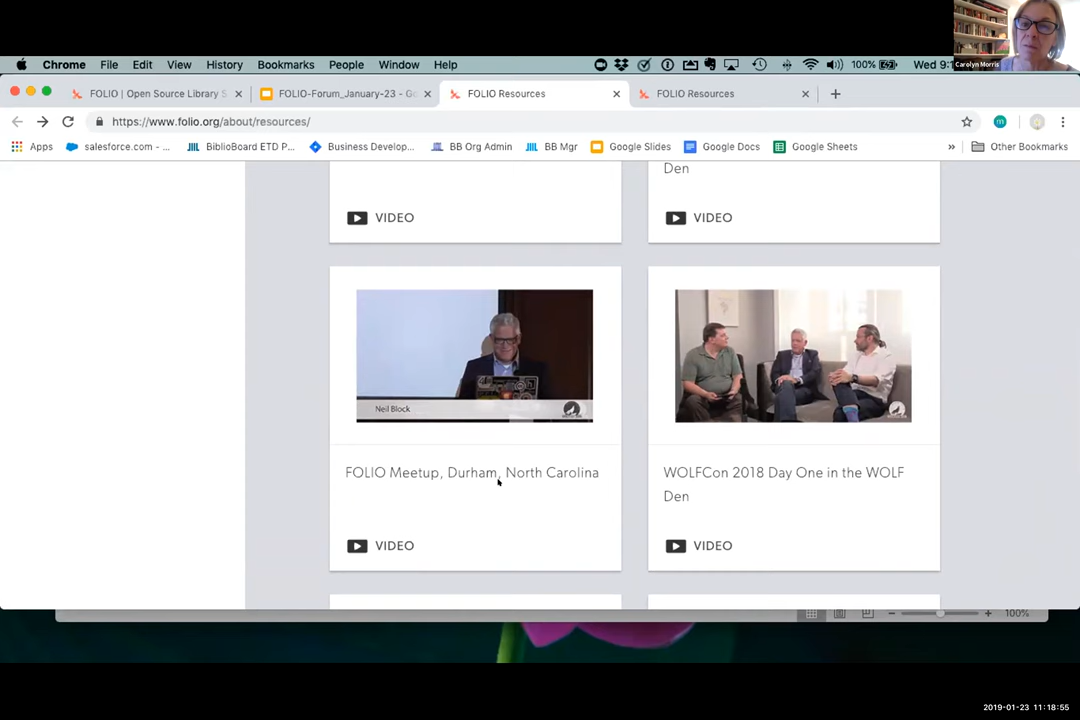 Carolyn Morris
Chrome File Edit View History Bookmarks People Window Help 100% Wed 9:
FOLIO | Open Source Library S
FOLIO-Forum_January-23 - Go
FOLIO Resources
FOLIO Resources
https://www.folio.org/about/resources/
Apps salesforce.com - ... BiblioBoard ETD P... Business Develop... BB Org Admin BB Mgr Google Slides Google Docs Google Sheets » Other Bookmarks
Den
VIDEO
VIDEO
Neil Block
FOLIO Meetup, Durham, North Carolina
VIDEO
WOLFCon 2018 Day One in the WOLF
Den
VIDEO
100%
2019-01-23 11:18:55